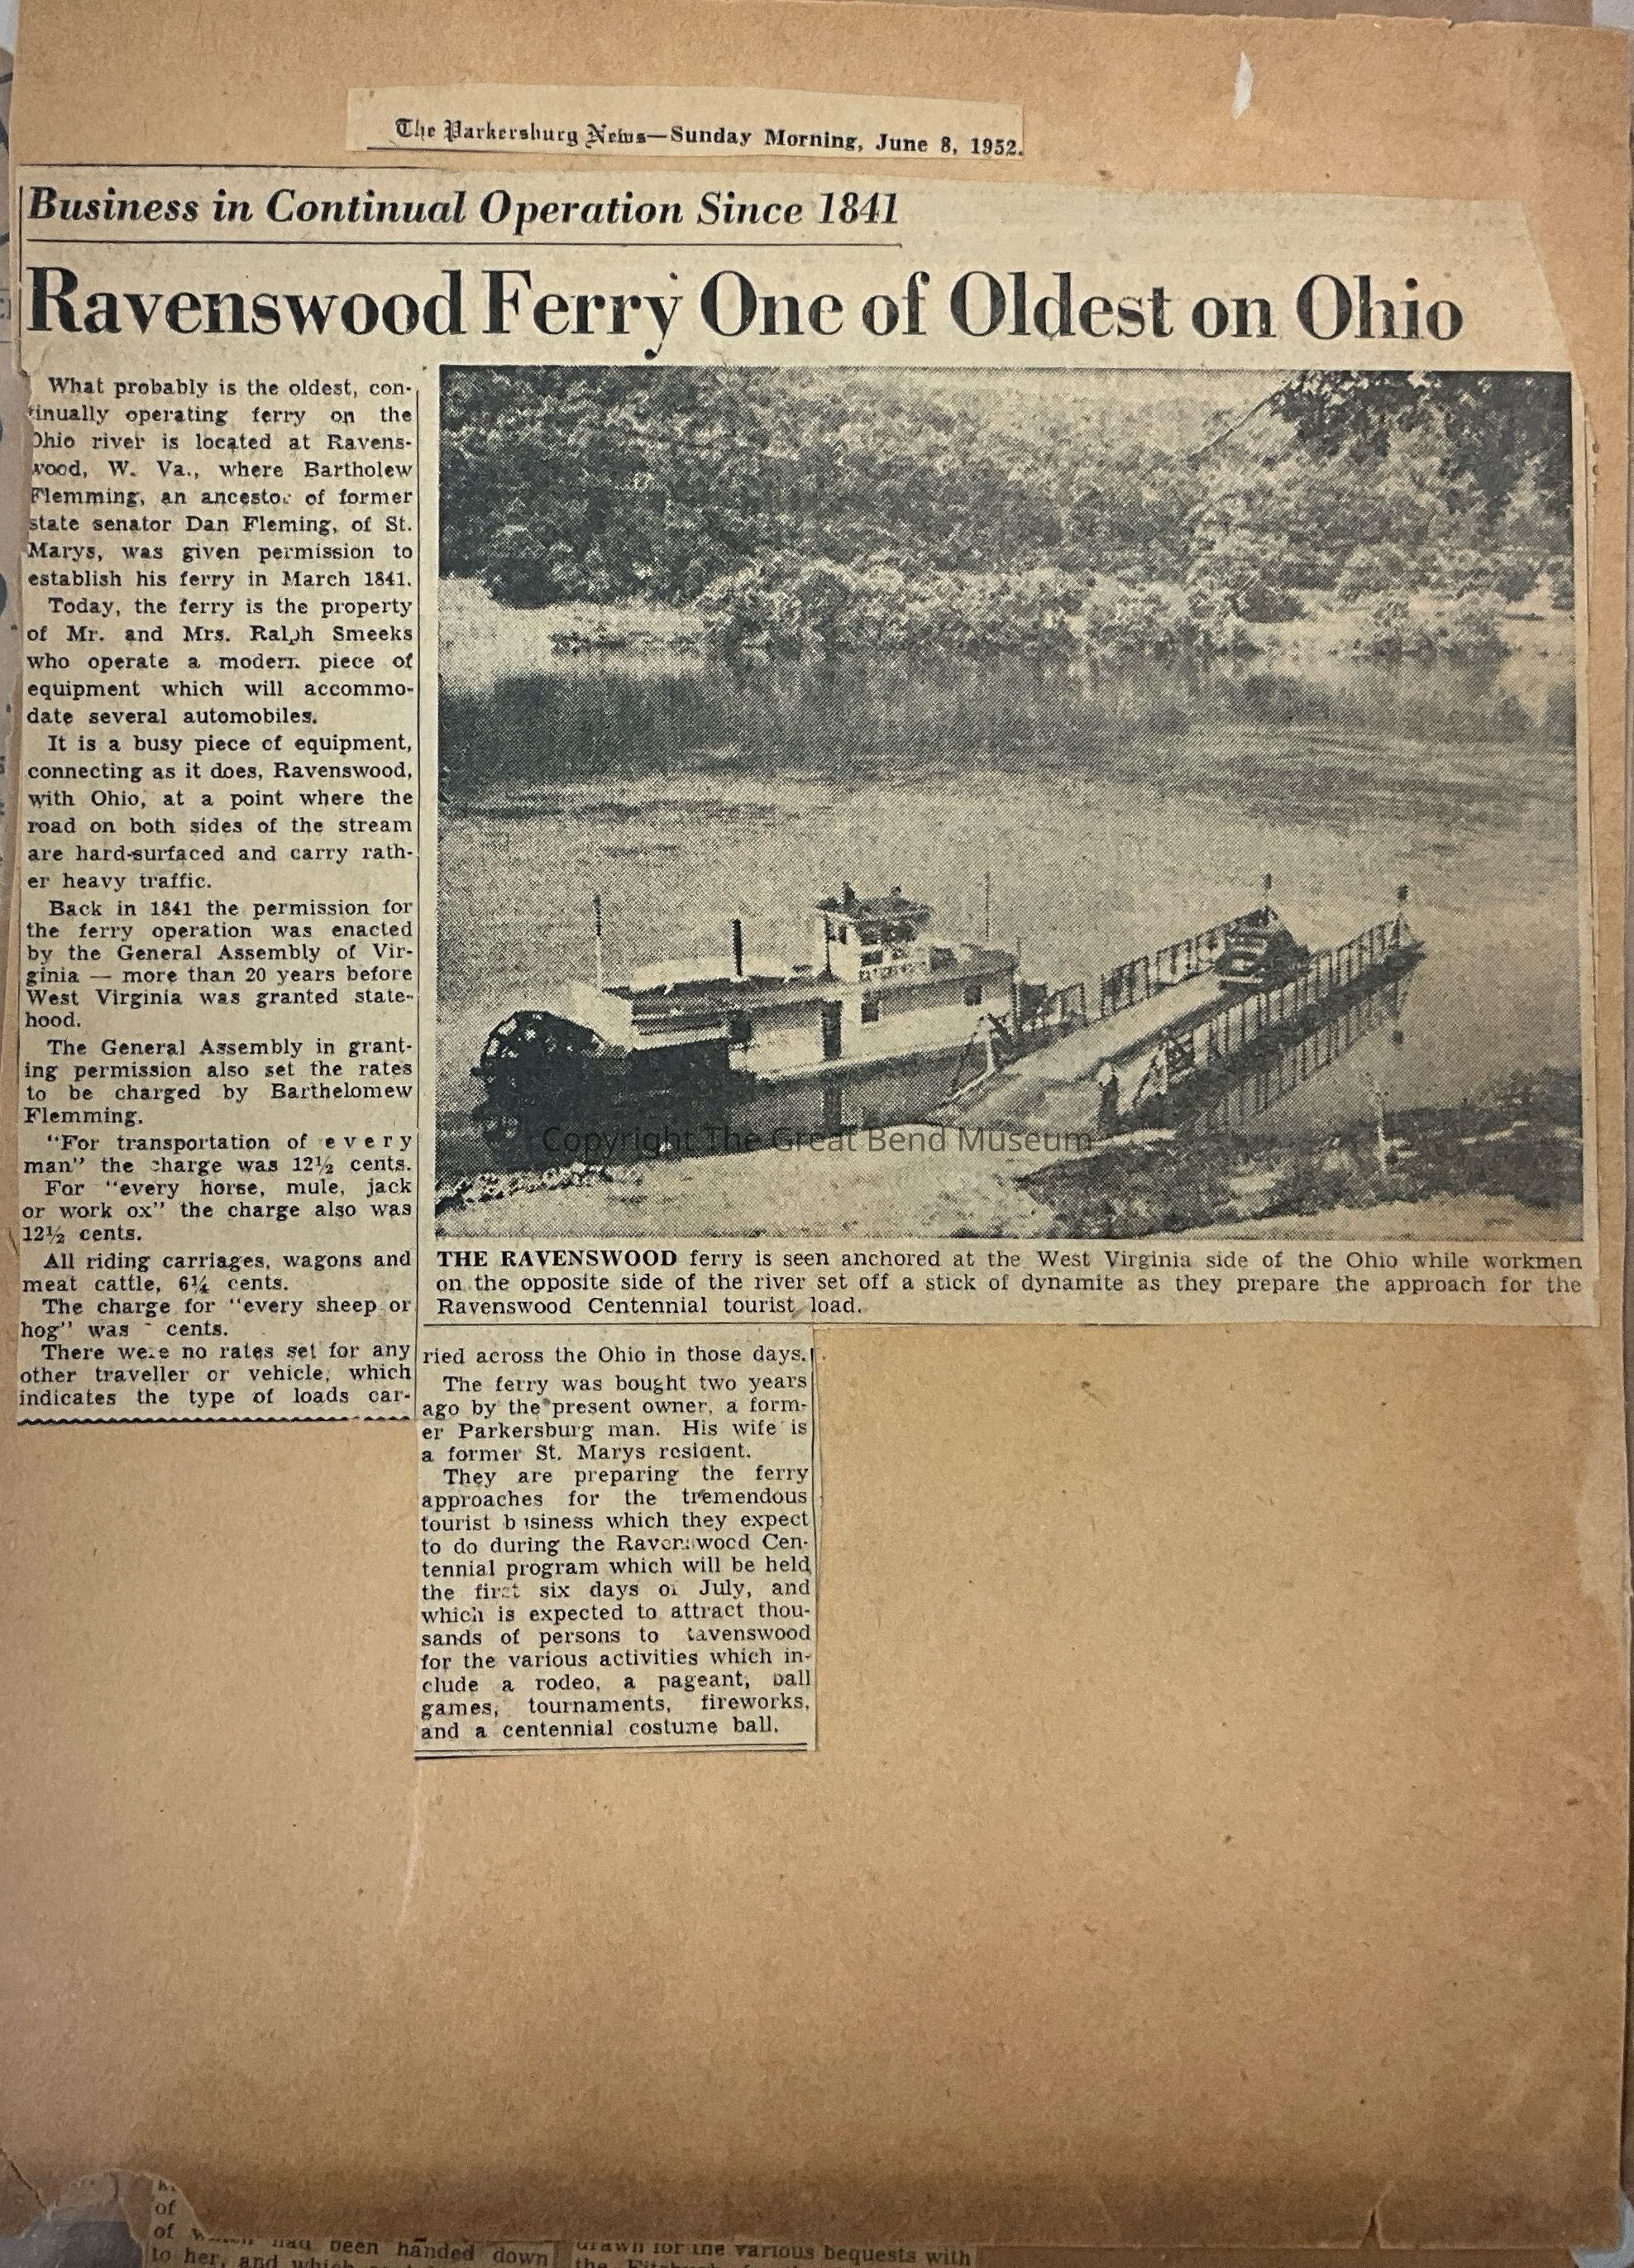 The Parkersburg News—Sunday Morning, June 8, 1952.
Business in Continual Operation Since 1841
Ravenswood Ferry One of Oldest on Ohio
What probably is the oldest, con-
tinually operating ferry on the
Ohio river is located at Ravens-
wood, W. Va., where Bartholew
Flemming, an ancestor of former
state senator Dan Fleming, of St.
Marys, was given permission to
establish his ferry in March 1841.
Today, the ferry is the property
of Mr. and Mrs. Ralph Smeeks
who operate a modern piece of
equipment which will accommo-
date several automobiles.
It is a busy piece of equipment,
connecting as it does, Ravenswood,
with Ohio, at a point where the
road on both sides of the stream
are hard-surfaced and carry rath-
er heavy traffic.
Back in 1841 the permission for
the ferry operation was enacted
by the General Assembly of Vir-
ginia — more than 20 years before
West Virginia was granted state-
hood.
The General Assembly in grant-
ing permission also set the rates
to be charged by Barthelomew
Flemming.
"For transportation of every
man" the charge was 12½ cents.
For "every horse, mule, jack
or work ox" the charge also was
12½ cents.
All riding carriages, wagons and
meat cattle, 6¼ cents.
The charge for "every sheep or
hog" was cents.
There were no rates set for any
other traveller or vehicle, which
indicates the type of loads car-
Copyright The Great Bend Museum
THE RAVENSWOOD ferry is seen anchored at the West Virginia side of the Ohio while workmen
on the opposite side of the river set off a stick of dynamite as they prepare the approach for the
Ravenswood Centennial tourist load.
ried across the Ohio in those days.
The ferry was bought two years
ago by the present owner, a form-
er Parkersburg man. His wife is
a former St. Marys resident.
They are preparing the ferry
approaches for the tremendous
tourist business which they expect
to do during the Ravenswood Cen-
tennial program which will be held
the first six days of July, and
which is expected to attract thou-
sands of persons to Ravenswood
for the various activities which in-
clude a rodeo, a pageant, ball
games, tournaments, fireworks,
and a centennial costume ball.
of
of had been handed down
to her, and which
drawn for the various bequests with
the